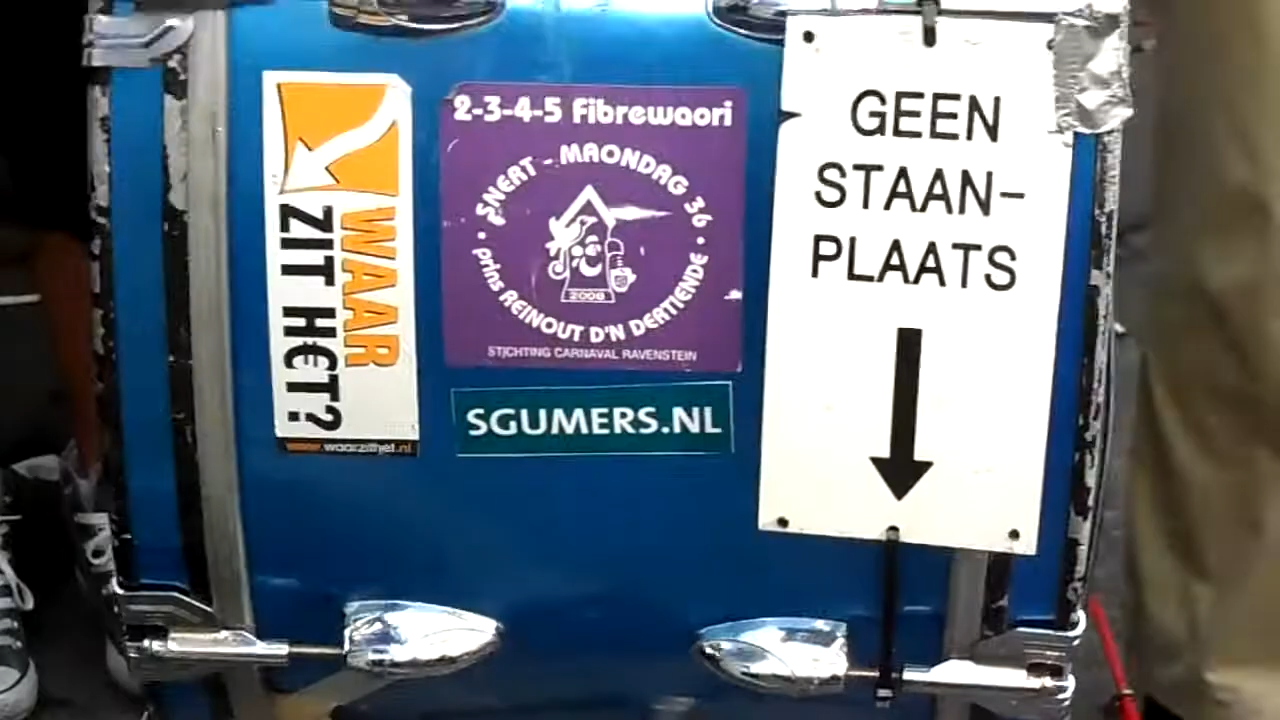 WAAR
ZIT HET?
www.waarzithet.nl
2-3-4-5 Fibrewaori
SNERT - MAONDAG 36
prins REINOUT D'N DERTIENDE
2008
STICHTING CARNAVAL RAVENSTEIN
SGUMERS.NL
GEEN
STAAN-
PLAATS